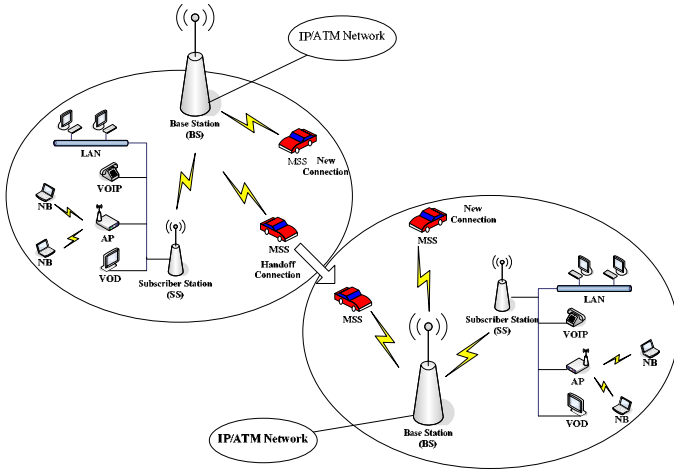 IP/ATM Network
Base Station
(BS)
MSS
New
Connection
LAN
VOIP
NB
AP
NB
VOD
Subscriber Station
(SS)
MSS
Handoff
Connection
MSS
New
Connection
MSS
Subscriber Station
(SS)
LAN
VOIP
AP
NB
VOD
NB
Base Station
(BS)
IP/ATM Network